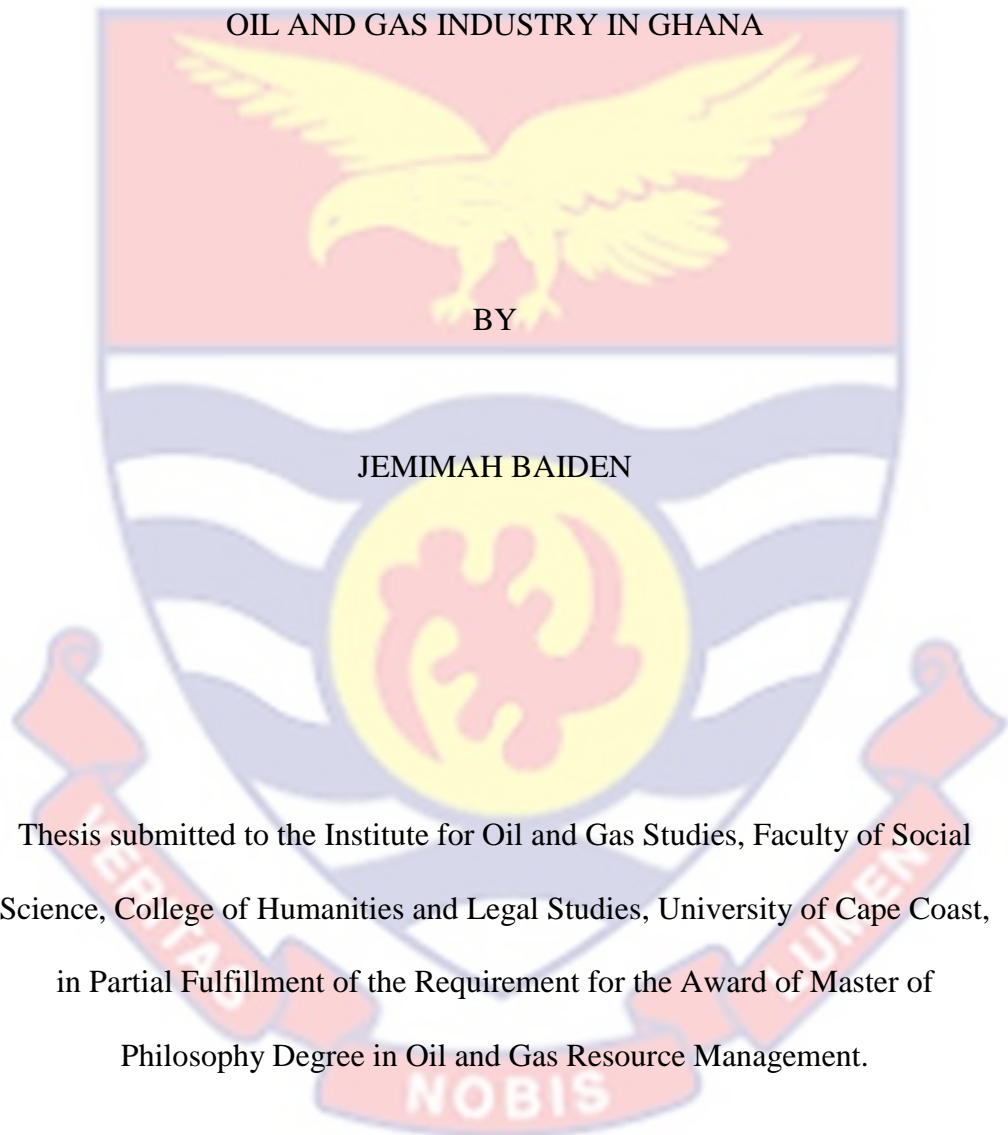 OIL AND GAS INDUSTRY IN GHANA
BY
JEMIMAH BAIDEN
Thesis submitted to the Institute for Oil and Gas Studies, Faculty of Social
Science, College of Humanities and Legal Studies, University of Cape Coast,
in Partial Fulfillment of the Requirement for the Award of Master of
Philosophy Degree in Oil and Gas Resource Management.
VERITAS
NOBIS
LUMEN